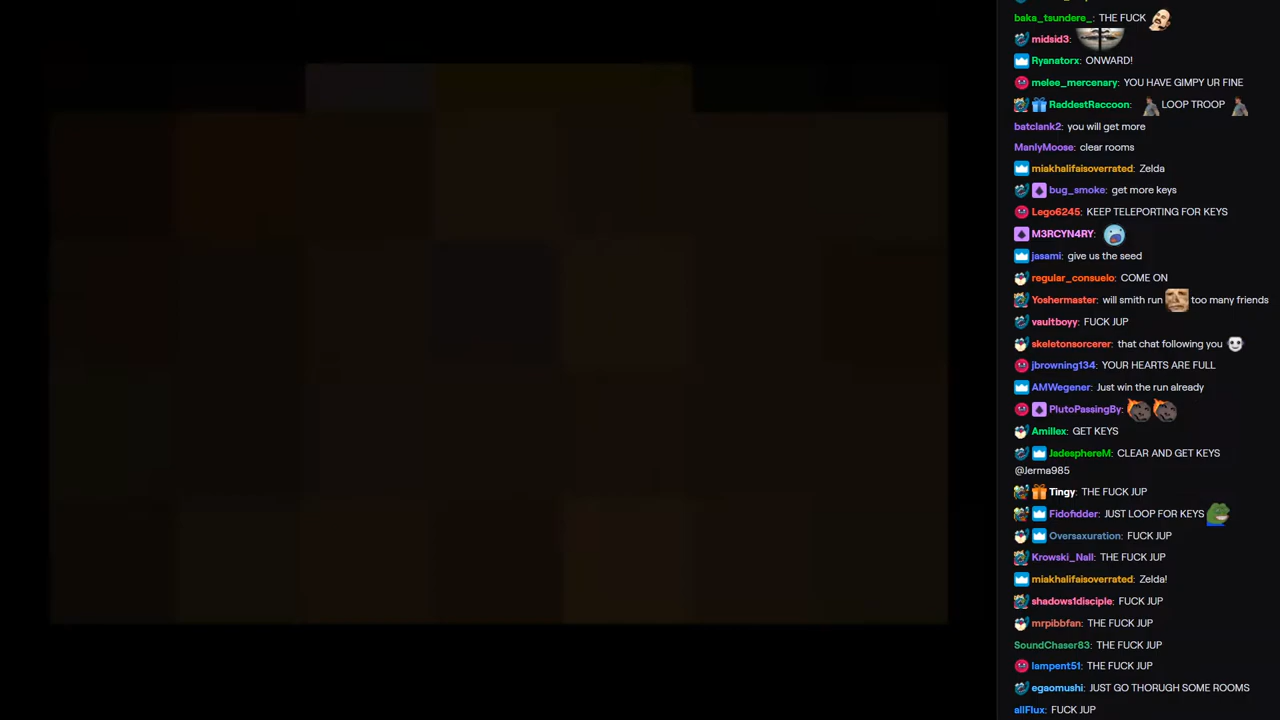 baka_tsundere_: THE FUCK
midsid3:
Ryanatorx: ONWARD!
melee_mercenary: YOU HAVE GIMPY UR FINE
RaddestRaccoon: LOOP TROOP
batclank2: you will get more
ManlyMoose: clear rooms
miakhalifaisoverrated: Zelda
bug_smoke: get more keys
Lego6245: KEEP TELEPORTING FOR KEYS
M3RCYN4RY:
jasami: give us the seed
regular_consuelo: COME ON
Yoshermaster: will smith run too many friends
vaultboyy: FUCK JUP
skeletonsorcerer: that chat following you
jbrowning134: YOUR HEARTS ARE FULL
AMWegener: Just win the run already
PlutoPassingBy:
Amillex: GET KEYS
JadesphereM: CLEAR AND GET KEYS
@Jerma985
Tingy: THE FUCK JUP
Fidofidder: JUST LOOP FOR KEYS
Oversaxuration: FUCK JUP
Krowski_Nall: THE FUCK JUP
miakhalifaisoverrated: Zelda!
shadows1disciple: FUCK JUP
mrpibbfan: THE FUCK JUP
SoundChaser83: THE FUCK JUP
lampent51: THE FUCK JUP
egaomushi: JUST GO THORUGH SOME ROOMS
allFlux: FUCK JUP